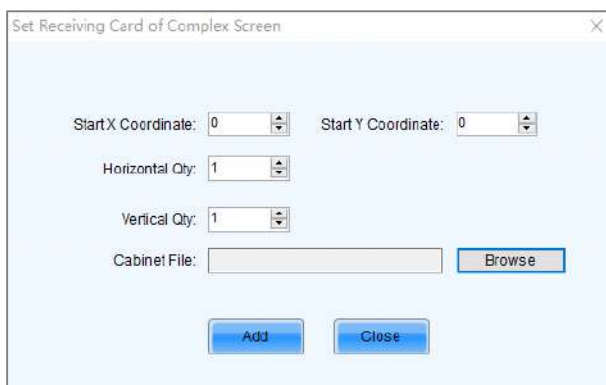 Set Receiving Card of Complex Screen
Start X Coordinate: 0 Start Y Coordinate: 0
Horizontal Qty: 1
Vertical Qty: 1
Cabinet File: Browse
Add Close